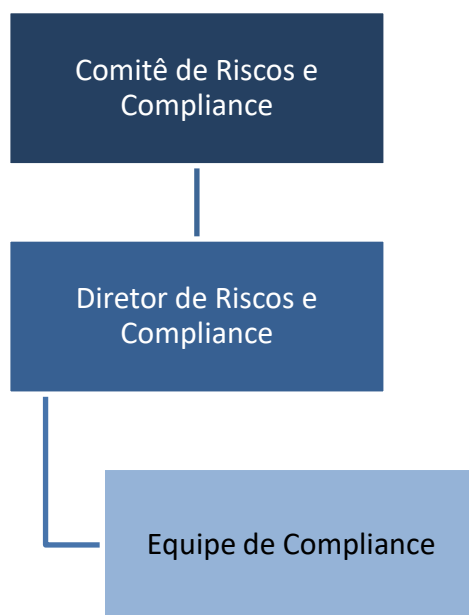 Comitê de Riscos e
Compliance
Diretor de Riscos e
Compliance
Equipe de Compliance